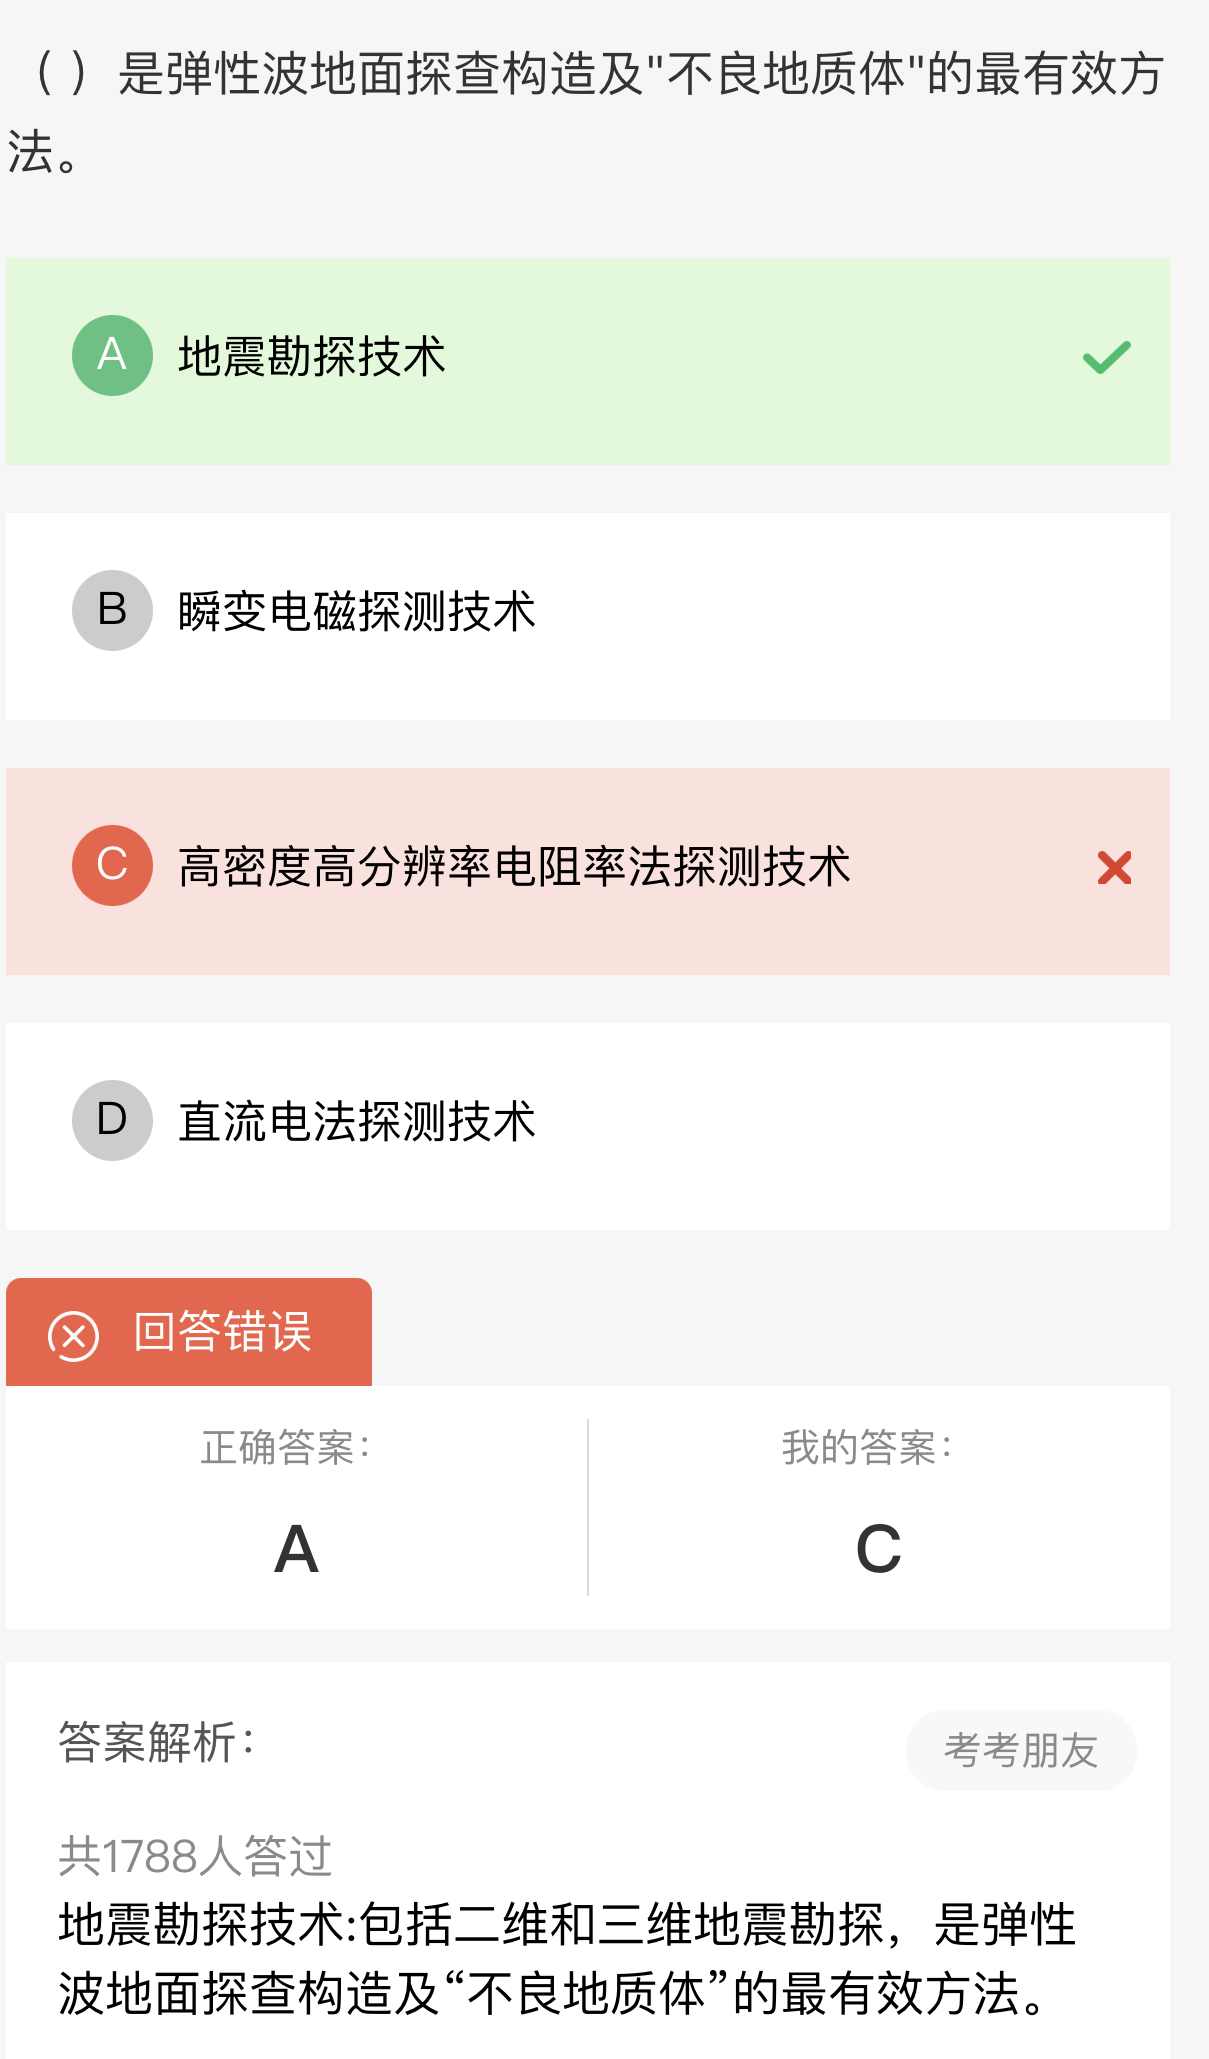 （ ）是弹性波地面探查构造及"不良地质体"的最有效方
法。
A 地震勘探技术
B 瞬变电磁探测技术
C 高密度高分辨率电阻率法探测技术
D 直流电法探测技术
回答错误
正确答案：
我的答案：
A
C
答案解析：
考考朋友
共1788人答过
地震勘探技术:包括二维和三维地震勘探，是弹性
波地面探查构造及“不良地质体”的最有效方法。